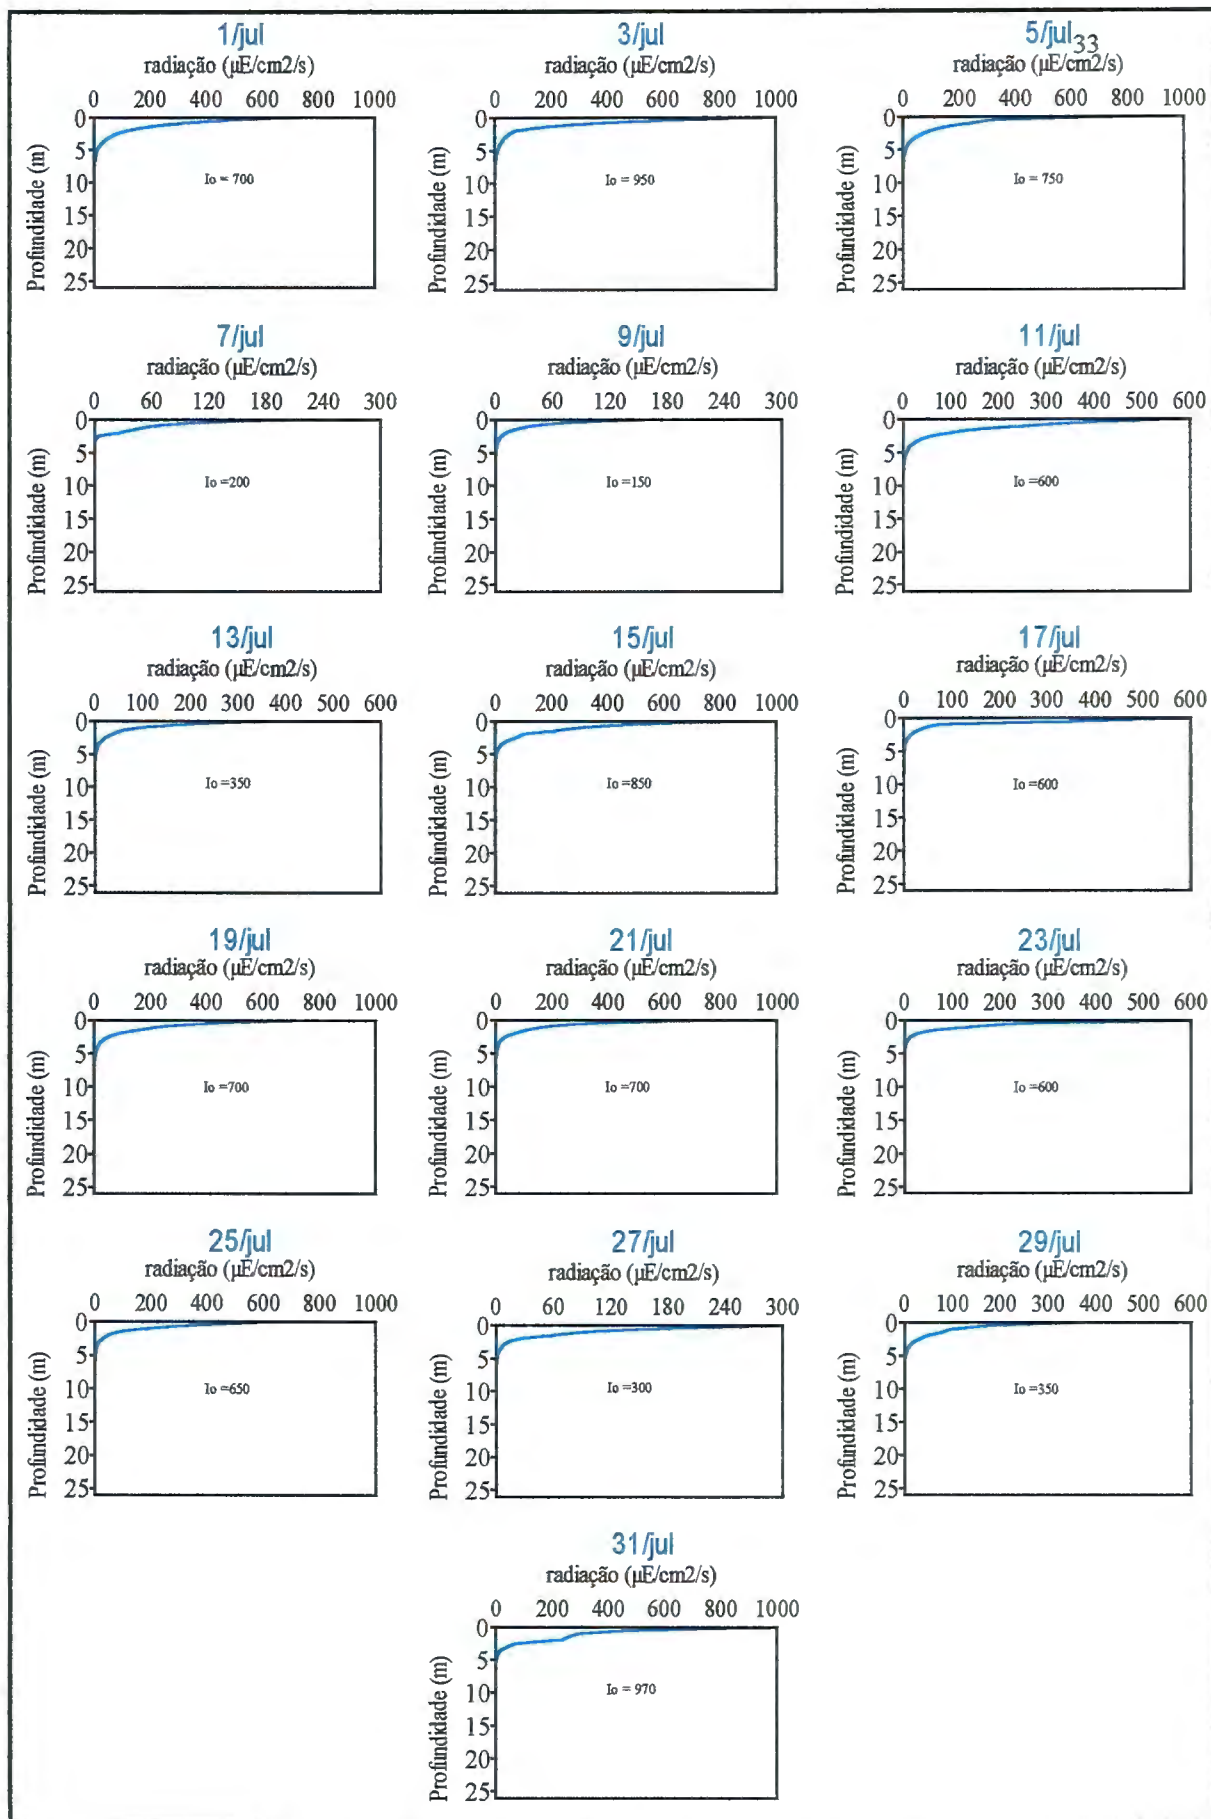 1/jul
radiação (µE/cm2/s)
0 200 400 600 800 1000
0
5
10
15
20
25
Profundidade (m)
Io = 700
3/jul
radiação (µE/cm2/s)
0 200 400 600 800 1000
0
5
10
15
20
25
Profundidade (m)
Io = 950
5/jul
33
radiação (µE/cm2/s)
0 200 400 600 800 1000
0
5
10
15
20
25
Profundidade (m)
Io = 750
7/jul
radiação (µE/cm2/s)
0 60 120 180 240 300
0
5
10
15
20
25
Profundidade (m)
Io =200
9/jul
radiação (µE/cm2/s)
0 60 120 180 240 300
0
5
10
15
20
25
Profundidade (m)
Io =150
11/jul
radiação (µE/cm2/s)
0 100 200 300 400 500 600
0
5
10
15
20
25
Profundidade (m)
Io =600
13/jul
radiação (µE/cm2/s)
0 100 200 300 400 500 600
0
5
10
15
20
25
Profundidade (m)
Io =350
15/jul
radiação (µE/cm2/s)
0 200 400 600 800 1000
0
5
10
15
20
25
Profundidade (m)
Io =850
17/jul
radiação (µE/cm2/s)
0 100 200 300 400 500 600
0
5
10
15
20
25
Profundidade (m)
Io =600
19/jul
radiação (µE/cm2/s)
0 200 400 600 800 1000
0
5
10
15
20
25
Profundidade (m)
Io =700
21/jul
radiação (µE/cm2/s)
0 200 400 600 800 1000
0
5
10
15
20
25
Profundidade (m)
Io =700
23/jul
radiação (µE/cm2/s)
0 100 200 300 400 500 600
0
5
10
15
20
25
Profundidade (m)
Io =600
25/jul
radiação (µE/cm2/s)
0 200 400 600 800 1000
0
5
10
15
20
25
Profundidade (m)
Io =650
27/jul
radiação (µE/cm2/s)
0 60 120 180 240 300
0
5
10
15
20
25
Profundidade (m)
Io =300
29/jul
radiação (µE/cm2/s)
0 100 200 300 400 500 600
0
5
10
15
20
25
Profundidade (m)
Io =350
31/jul
radiação (µE/cm2/s)
0 200 400 600 800 1000
0
5
10
15
20
25
Profundidade (m)
Io = 970